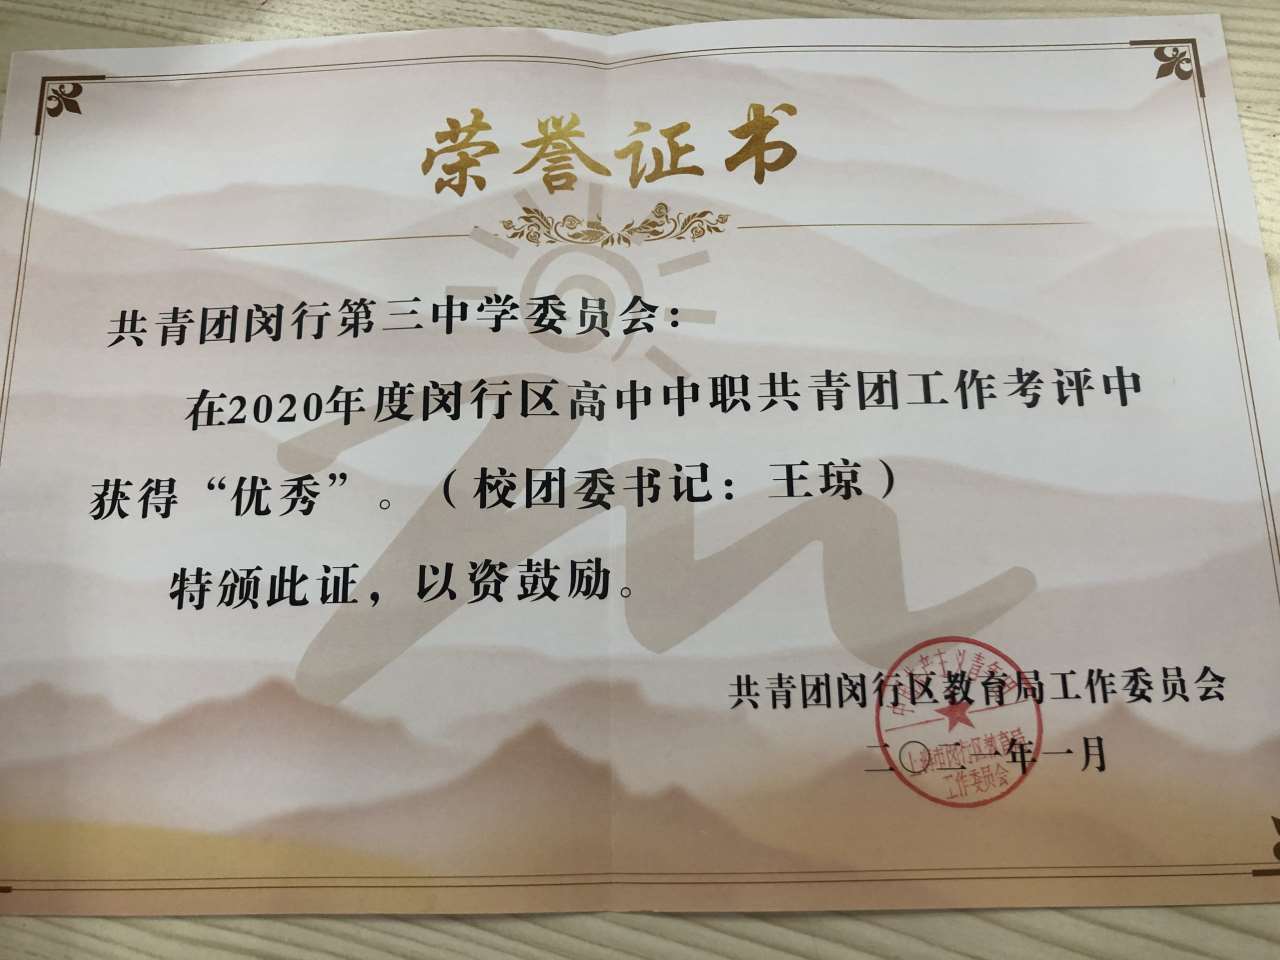 荣誉证书
共青团闵行第三中学委员会：
在2020年度闵行区高中中职共青团工作考评中
获得“优秀”。（校团委书记：王琼）
特颁此证，以资鼓励。
共青团闵行区教育局工作委员会
二〇二一年一月
中国共产主义青年团
上海市闵行区教育局
工作委员会